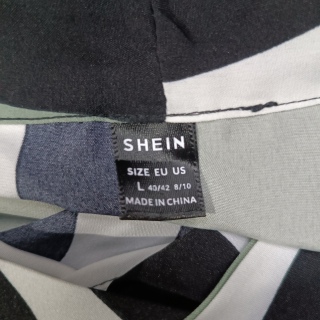 SHEIN
SIZE EU US
L 40/42 8/10
MADE IN CHINA